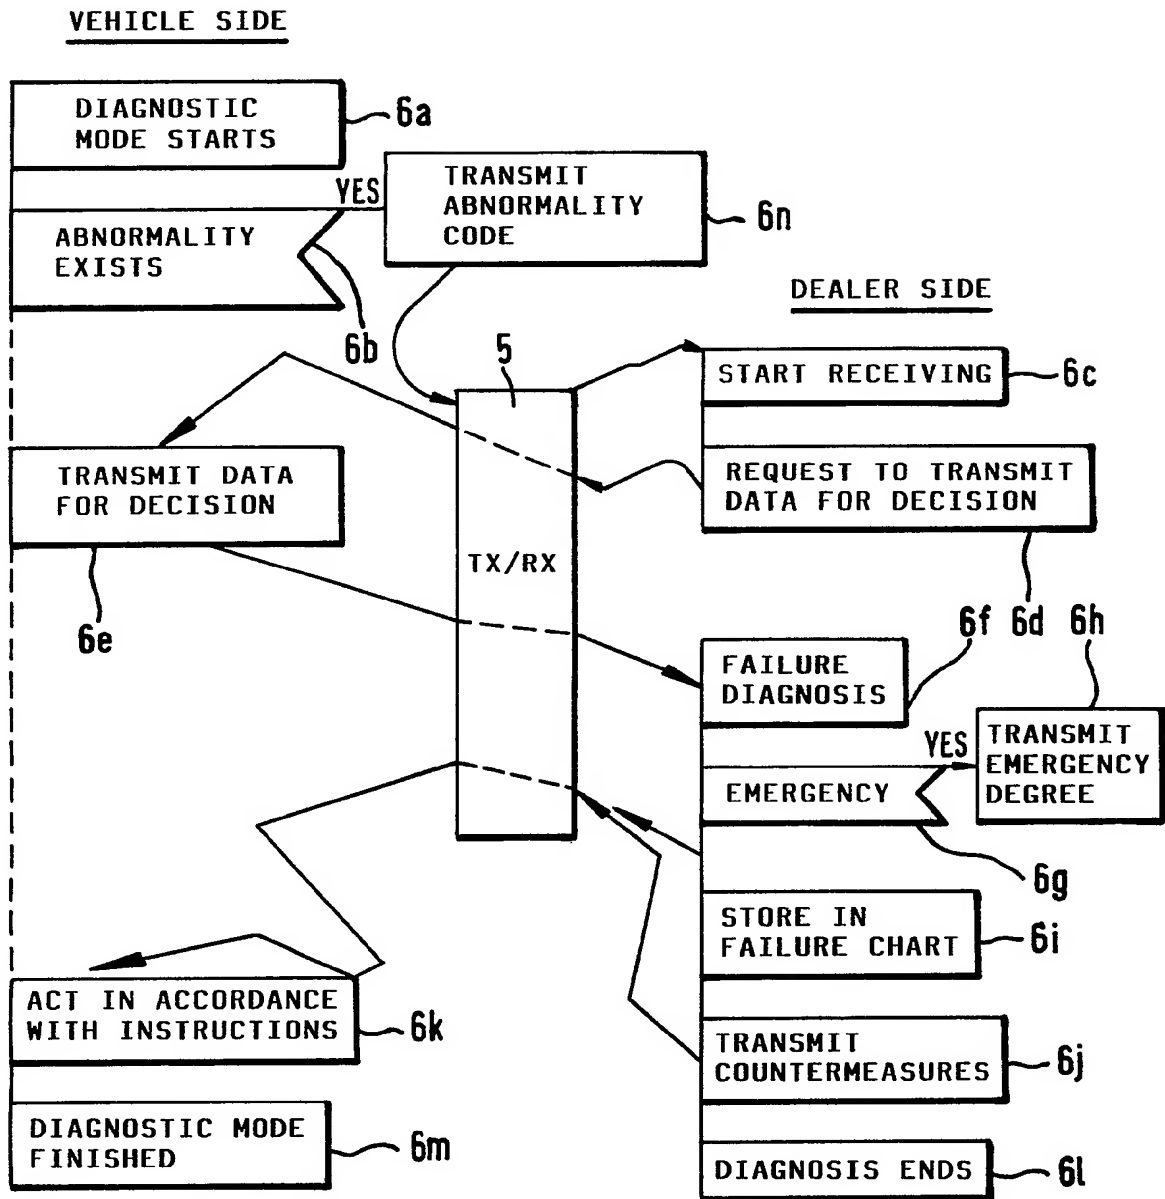 VEHICLE SIDE
DIAGNOSTIC
MODE STARTS
6a
YES
TRANSMIT
ABNORMALITY
CODE
6n
ABNORMALITY
EXISTS
6b
DEALER SIDE
5
START RECEIVING
6c
TRANSMIT DATA
FOR DECISION
6e
REQUEST TO TRANSMIT
DATA FOR DECISION
6d
TX/RX
FAILURE
DIAGNOSIS
6f
6h
YES
TRANSMIT
EMERGENCY
DEGREE
EMERGENCY
6g
STORE IN
FAILURE CHART
6i
ACT IN ACCORDANCE
WITH INSTRUCTIONS
6k
TRANSMIT
COUNTERMEASURES
6j
DIAGNOSTIC MODE
FINISHED
6m
DIAGNOSIS ENDS
6l